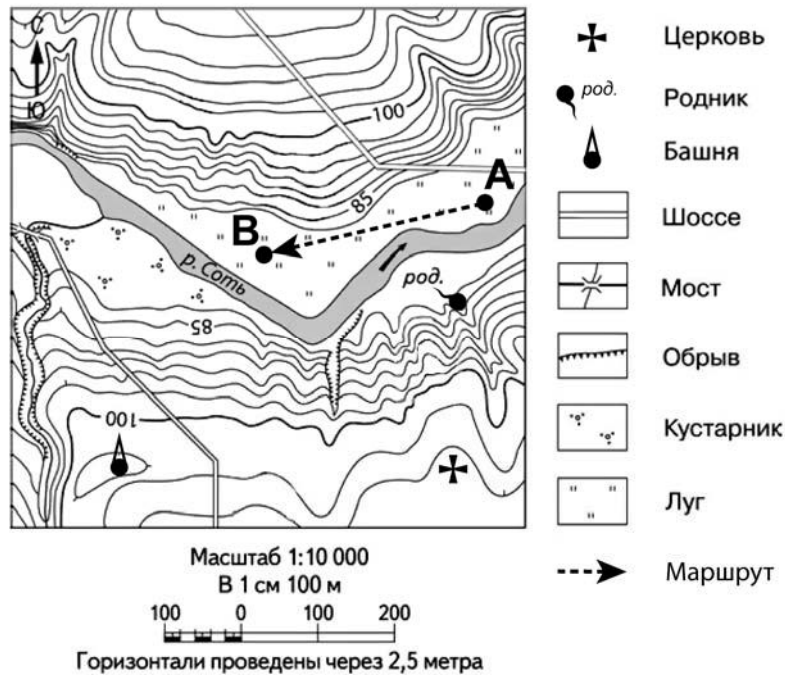 С
Ю
100
85
А
В
р. Соть
род.
85
100
Церковь
род.
Родник
Башня
Шоссе
Мост
Обрыв
Кустарник
Луг
Маршрут
Масштаб 1:10 000
В 1 см 100 м
100 0 100 200
Горизонтали проведены через 2,5 метра